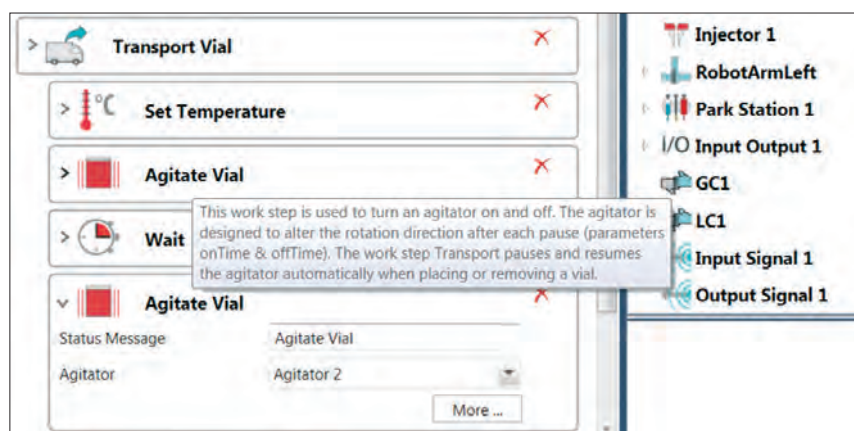 Transport Vial
°C Set Temperature
Agitate Vial
Wait
This work step is used to turn an agitator on and off. The agitator is
designed to alter the rotation direction after each pause (parameters
onTime & offTime). The work step Transport pauses and resumes
the agitator automatically when placing or removing a vial.
Agitate Vial
Status Message Agitate Vial
Agitator Agitator 2
More ...
Injector 1
RobotArmLeft
Park Station 1
I/O Input Output 1
GC1
LC1
Input Signal 1
Output Signal 1